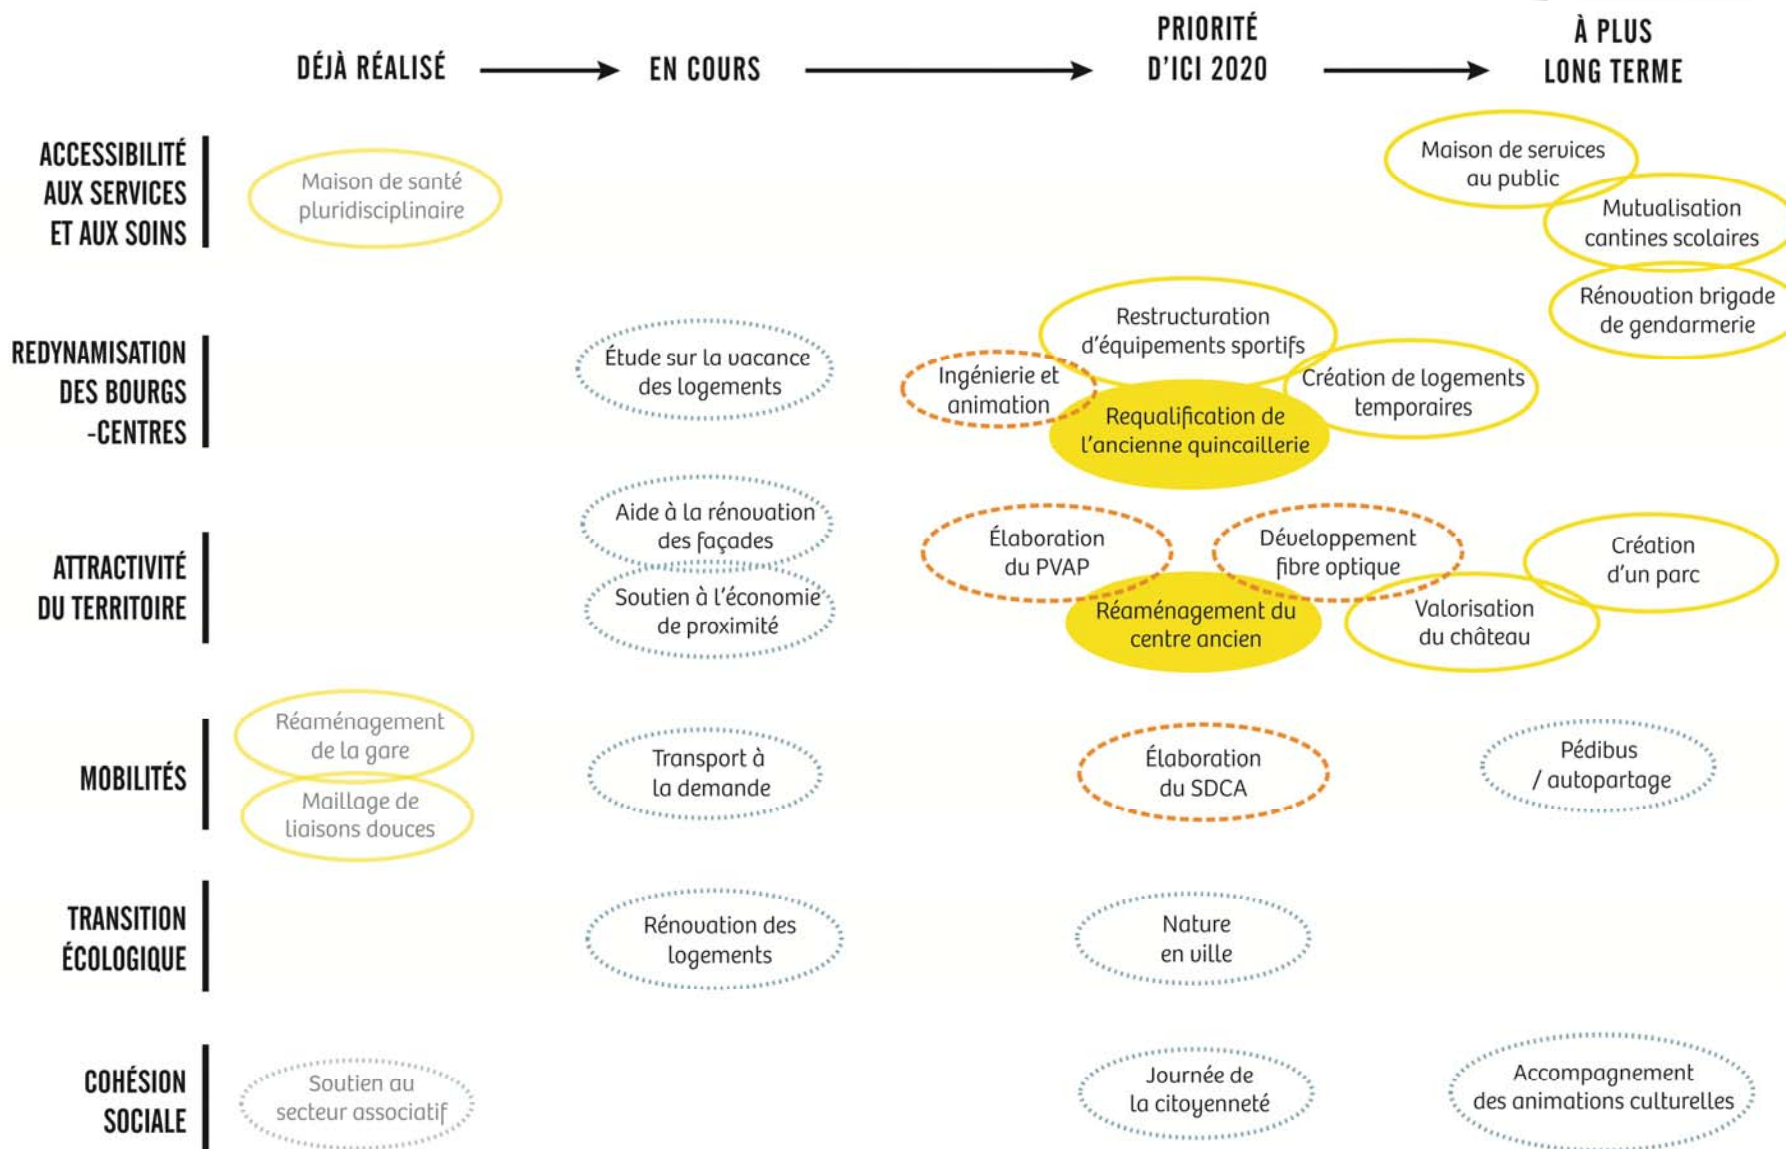 DÉJÀ RÉALISÉ
EN COURS
PRIORITÉ
D'ICI 2020
À PLUS
LONG TERME
ACCESSIBILITÉ
AUX SERVICES
ET AUX SOINS
Maison de santé
pluridisciplinaire
Maison de services
au public
Mutualisation
cantines scolaires
Rénovation brigade
de gendarmerie
REDYNAMISATION
DES BOURGS
-CENTRES
Étude sur la vacance
des logements
Ingénierie et
animation
Restructuration
d'équipements sportifs
Requalification de
l'ancienne quincaillerie
Création de logements
temporaires
ATTRACTIVITÉ
DU TERRITOIRE
Aide à la rénovation
des façades
Soutien à l'économie
de proximité
Élaboration
du PVAP
Développement
fibre optique
Réaménagement du
centre ancien
Valorisation
du château
Création
d'un parc
MOBILITÉS
Réaménagement
de la gare
Maillage de
liaisons douces
Transport à
la demande
Élaboration
du SDCA
Pédibus
/ autopartage
TRANSITION
ÉCOLOGIQUE
Rénovation des
logements
Nature
en ville
COHÉSION
SOCIALE
Soutien au
secteur associatif
Journée de
la citoyenneté
Accompagnement
des animations culturelles